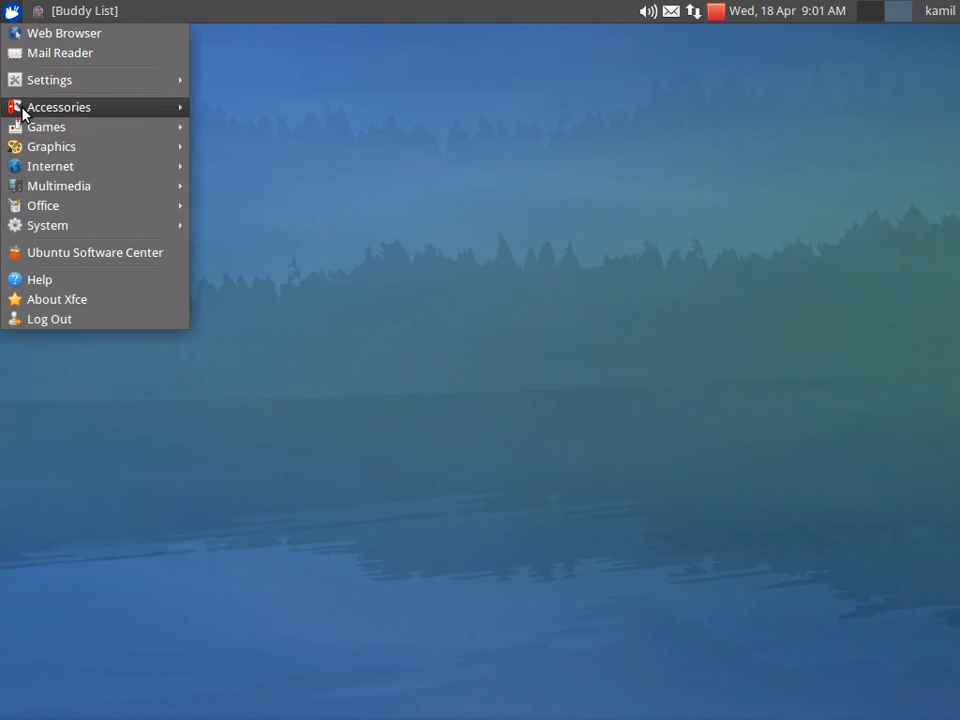 [Buddy List]
Wed, 18 Apr 9:01 AM
kamil
Web Browser
Mail Reader
Settings
Accessories
Games
Graphics
Internet
Multimedia
Office
System
Ubuntu Software Center
Help
About Xfce
Log Out